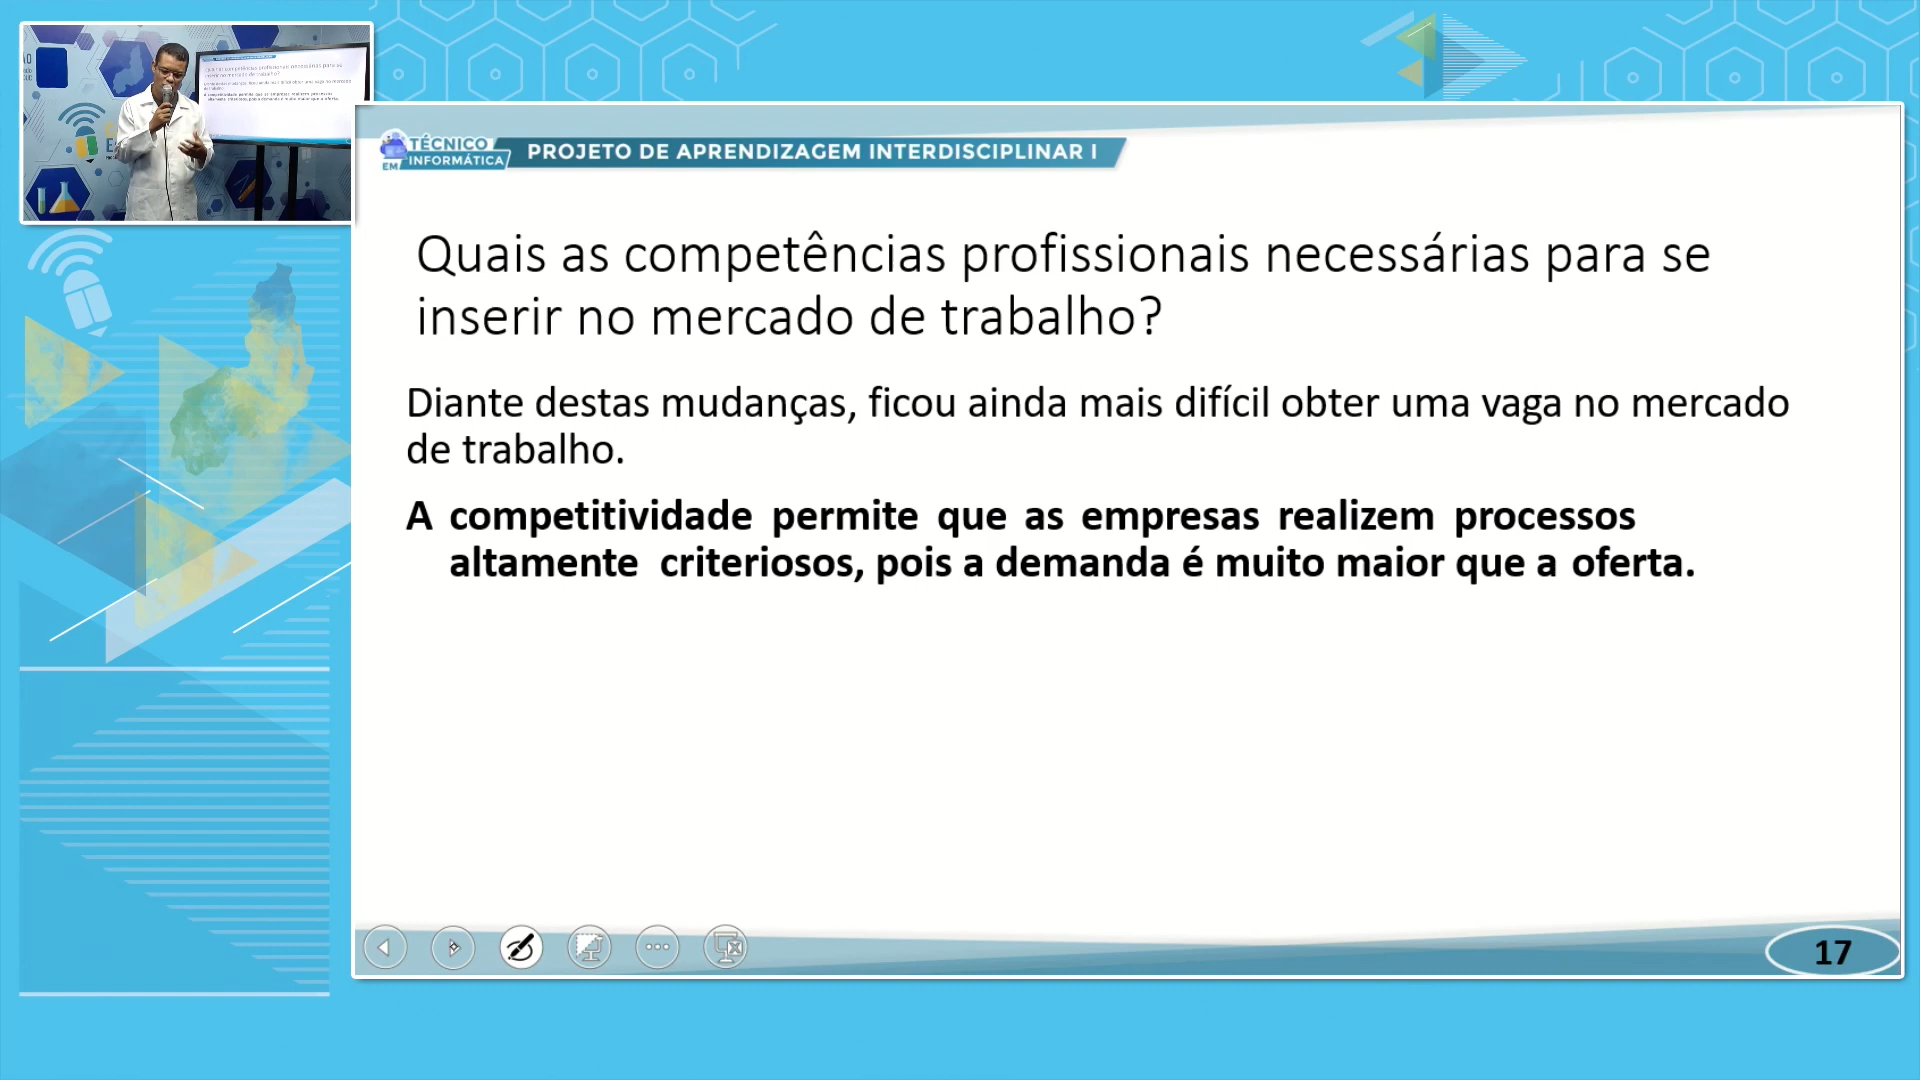 TÉCNICO
EM INFORMÁTICA
PROJETO DE APRENDIZAGEM INTERDISCIPLINAR I
Quais as competências profissionais necessárias para se
inserir no mercado de trabalho?
Diante destas mudanças, ficou ainda mais difícil obter uma vaga no mercado
de trabalho.
A competitividade permite que as empresas realizem processos
altamente criteriosos, pois a demanda é muito maior que a oferta.
17